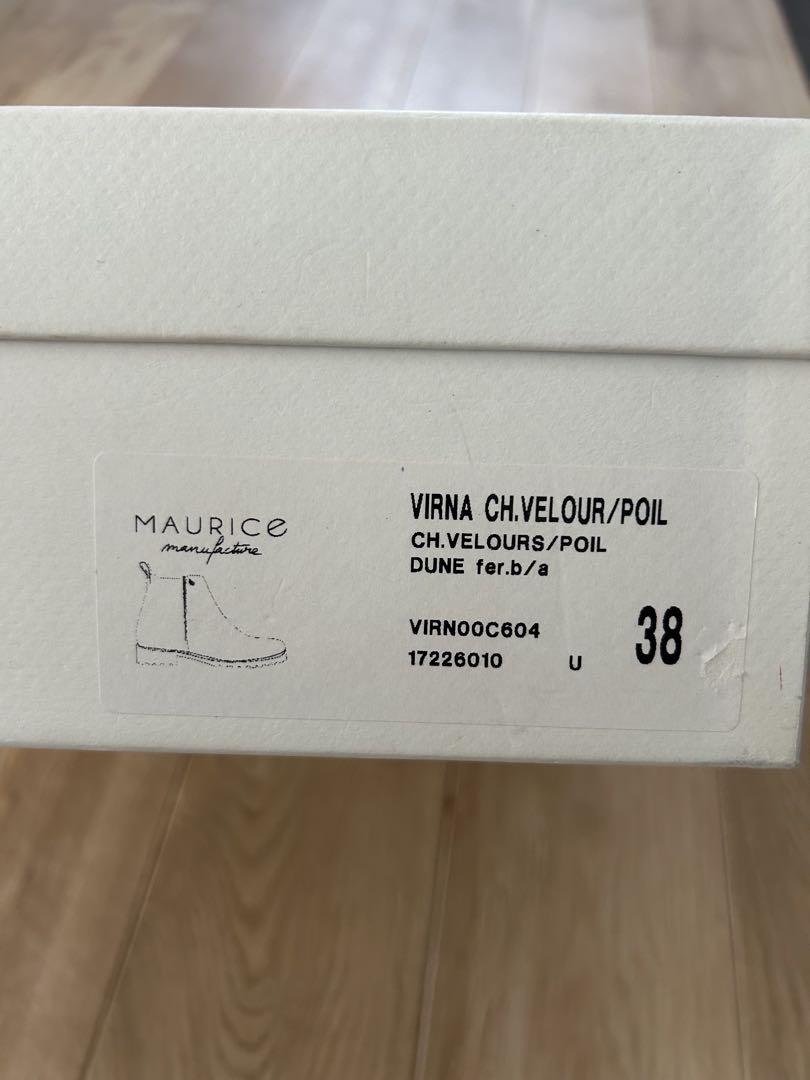 MAURICE
manufacture
VIRNA CH.VELOUR/POIL
CH.VELOURS/POIL
DUNE fer.b/a
VIRN00C604
17226010 U 38